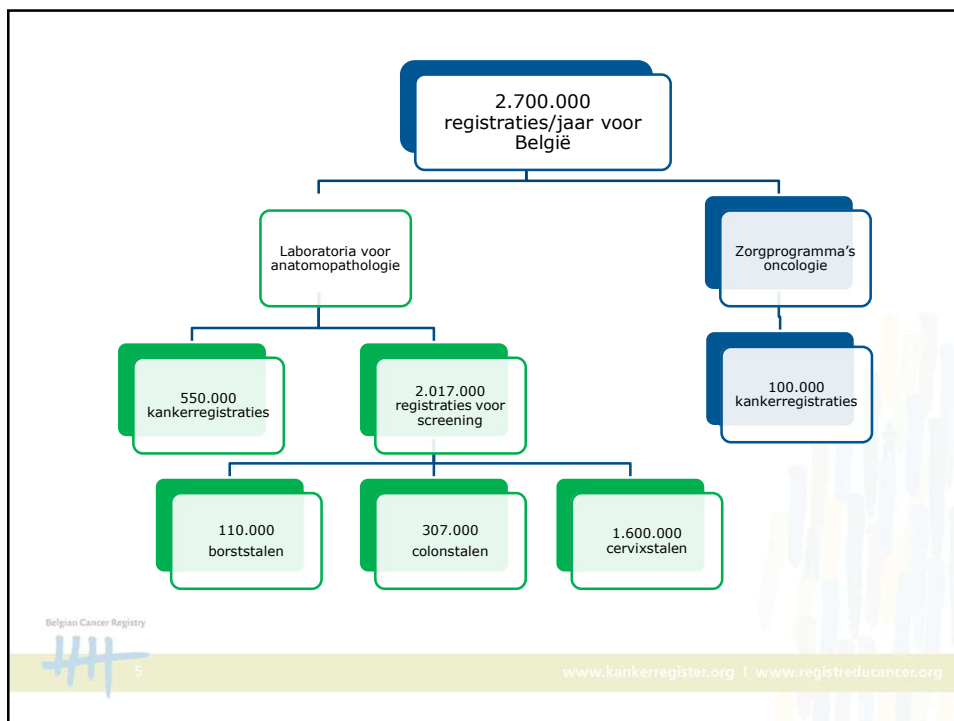 2.700.000
registraties/jaar voor
België
Laboratoria voor
anatomopathologie
Zorgprogramma's
oncologie
550.000
kankerregistraties
2.017.000
registraties voor
screening
100.000
kankerregistraties
110.000
borststalen
307.000
colonstalen
1.600.000
cervixstalen
Belgian Cancer Registry
5
www.kankerregister.org I www.registreducancer.org